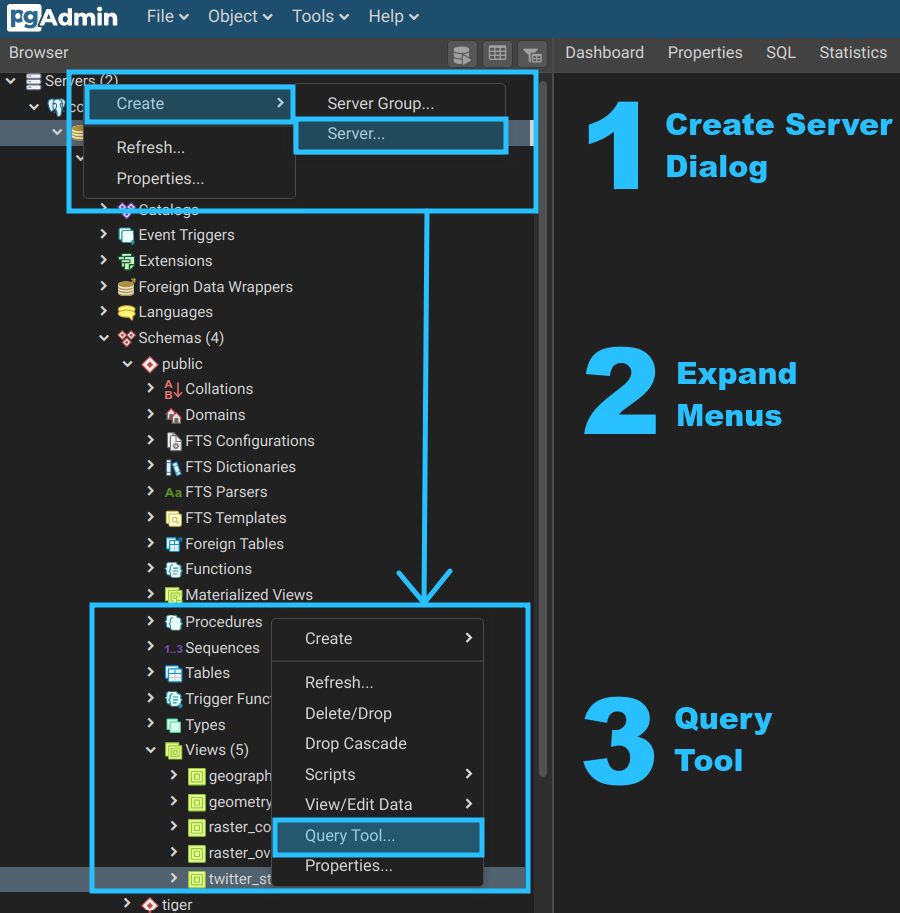 pgAdmin File Object Tools Help
Browser Dashboard Properties SQL Statistics
Servers (2)
Create Server Group...
Server...
Refresh...
Properties...
Catalogs
Event Triggers
Extensions
Foreign Data Wrappers
Languages
Schemas (4)
public
Collations
Domains
FTS Configurations
FTS Dictionaries
Aa FTS Parsers
FTS Templates
Foreign Tables
Functions
Materialized Views
Procedures
1..3 Sequences
Tables
Trigger Func
Types
Views (5)
geograph
geometry
raster_co
raster_ov
twitter_st
tiger
Create
Refresh...
Delete/Drop
Drop Cascade
Scripts
View/Edit Data
Query Tool...
Properties...
1 Create Server
Dialog
2 Expand
Menus
3 Query
Tool